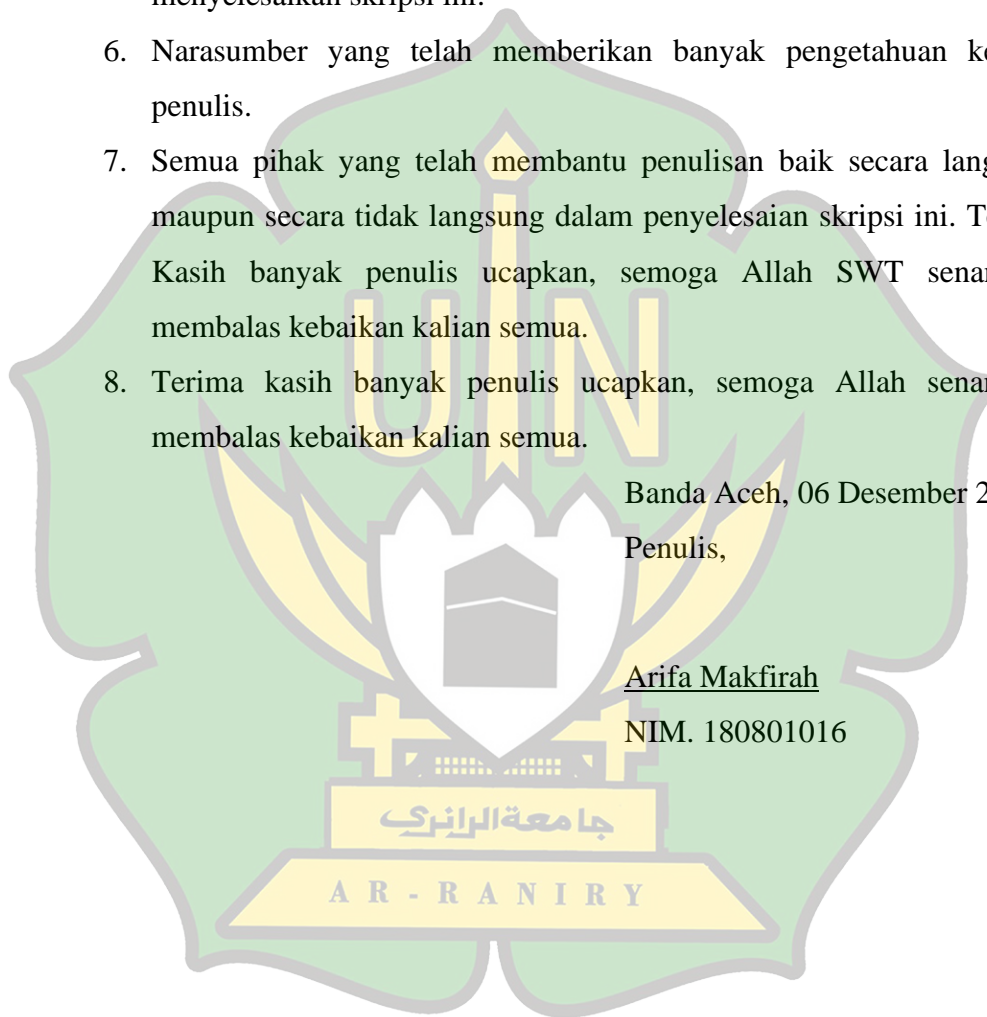 menyelesaikan skripsi ini.
6. Narasumber yang telah memberikan banyak pengetahuan
penulis.
7. Semua pihak yang telah membantu penulisan baik secara
maupun secara tidak langsung dalam penyelesaian skripsi ini.
Kasih banyak penulis ucapkan, semoga Allah SWT
membalas kebaikan kalian semua.
8. Terima kasih banyak penulis ucapkan, semoga Allah
membalas kebaikan kalian semua.
Banda Aceh, 06 Desember
Penulis,
Arifa Makfirah
NIM. 180801016
UIN
جامعة الرانري
AR-RANIRY